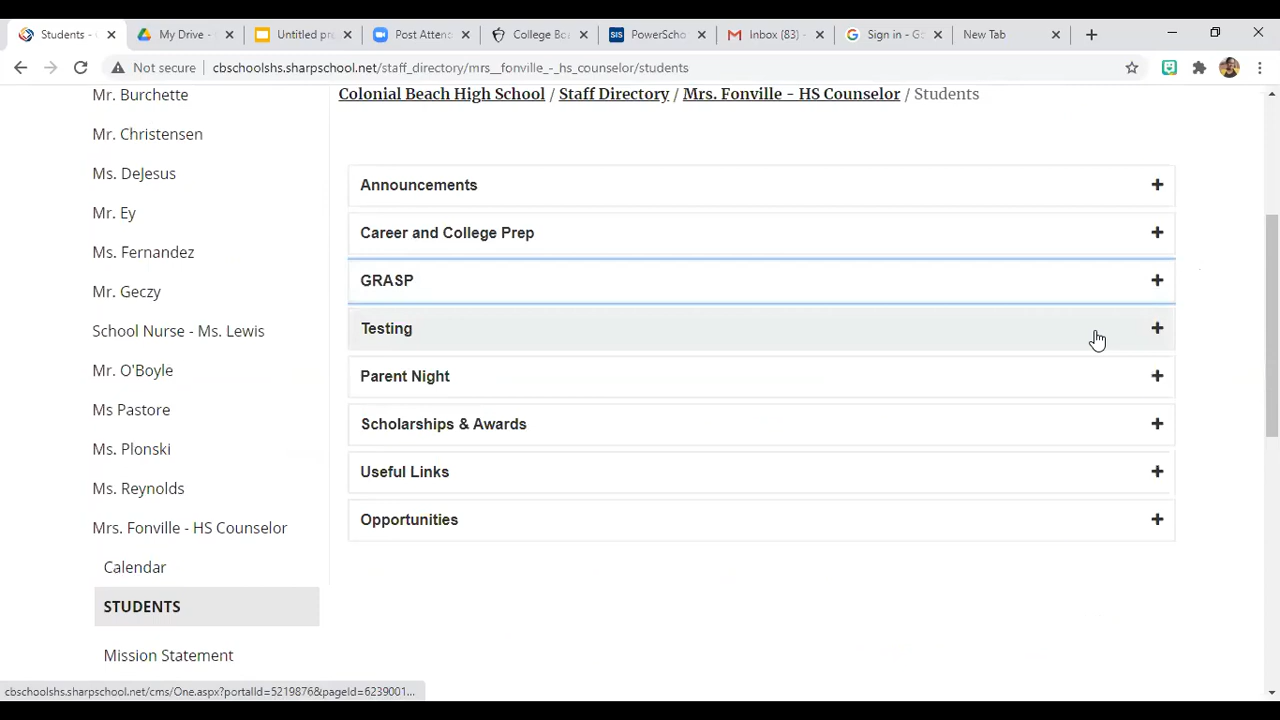 Students -
My Drive -
Untitled pre
Post Atten
College Bo
SIS
PowerScho
Inbox (83)
Sign in - G
New Tab
Not secure
cbschoolshs.sharpschool.net/staff_directory/mrs__fonville_-_hs_counselor/students
Colonial Beach High School / Staff Directory / Mrs. Fonville - HS Counselor / Students
Mr. Burchette
Mr. Christensen
Ms. DeJesus
Mr. Ey
Ms. Fernandez
Mr. Geczy
School Nurse - Ms. Lewis
Mr. O'Boyle
Ms Pastore
Ms. Plonski
Ms. Reynolds
Mrs. Fonville - HS Counselor
Calendar
STUDENTS
Mission Statement
Announcements
Career and College Prep
GRASP
Testing
Parent Night
Scholarships & Awards
Useful Links
Opportunities
cbschoolshs.sharpschool.net/cms/One.aspx?portalId=5219876&pageId=6239001...